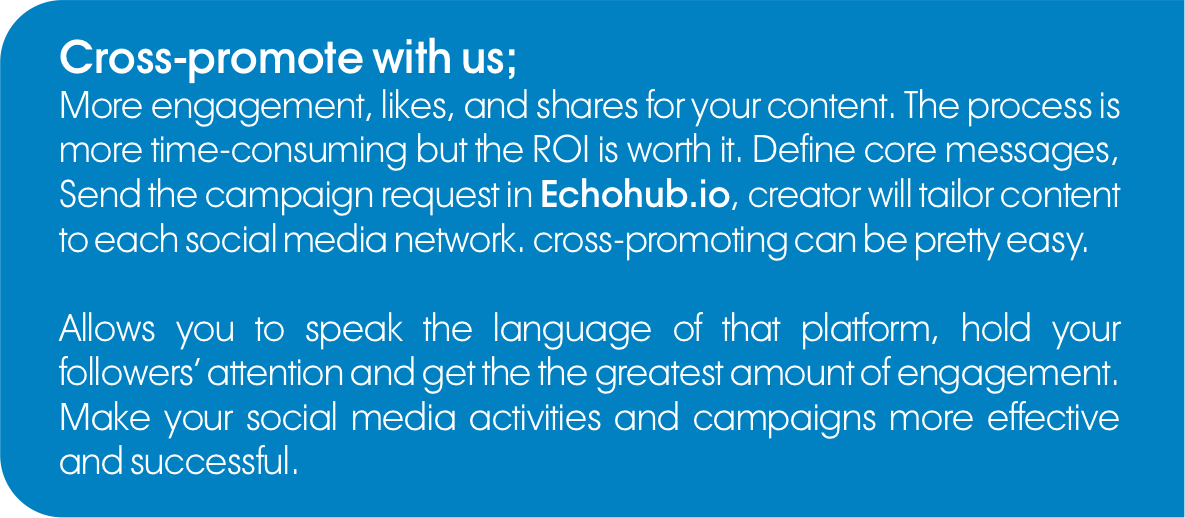 Cross-promote with us;
More engagement, likes, and shares for your content. The process is
more time-consuming but the ROI is worth it. Define core messages,
Send the campaign request in Echohub.io, creator will tailor content
to each social media network. cross-promoting can be pretty easy.
Allows you to speak the language of that platform, hold your
followers’ attention and get the the greatest amount of engagement.
Make your social media activities and campaigns more effective
and successful.